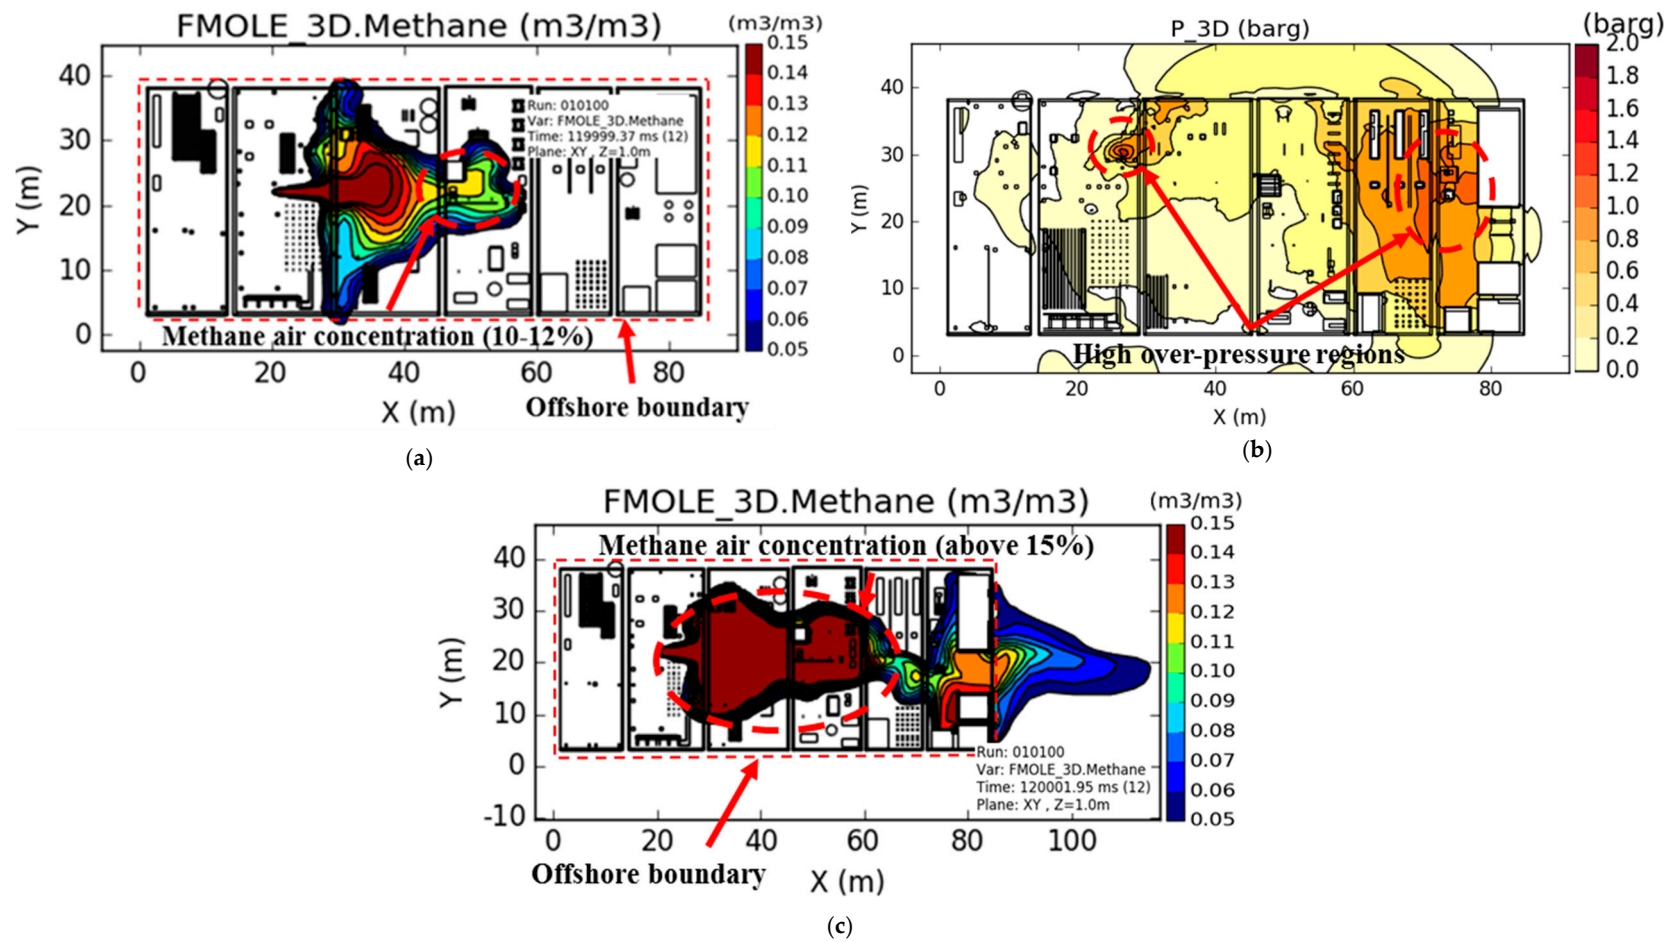 FMOLE_3D.Methane (m3/m3)
(m3/m3)
0.15
0.14
0.13
0.12
0.11
0.10
0.09
0.08
0.07
0.06
0.05
Y (m)
40
30
20
10
0
Run: 010100
Var: FMOLE_3D.Methane
Time: 119999.37 ms (12)
Plane: XY , Z=1.0m
Methane air concentration (10-12%)
0 20 40 60 80
X (m)
Offshore boundary
(a)
P_3D (barg)
(barg)
2.0
1.8
1.6
1.4
1.2
1.0
0.8
0.6
0.4
0.2
0.0
Y (m)
40
30
20
10
0
High over-pressure regions
0 20 40 60 80
X (m)
(b)
FMOLE_3D.Methane (m3/m3)
(m3/m3)
0.15
0.14
0.13
0.12
0.11
0.10
0.09
0.08
0.07
0.06
0.05
Methane air concentration (above 15%)
Y (m)
40
30
20
10
0
-10
Run: 010100
Var: FMOLE_3D.Methane
Time: 120001.95 ms (12)
Plane: XY , Z=1.0m
0 20 40 60 80 100
Offshore boundary
X (m)
(c)